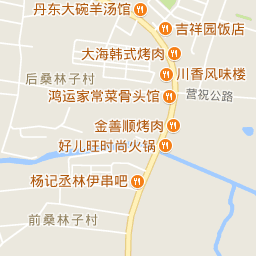 丹东大碗羊汤馆
吉祥园饭店
大海韩式烤肉
后桑林子村
川香风味楼
鸿运家常菜骨头馆
营祝公路
金善顺烤肉
好儿旺时尚火锅
杨记丞林伊串吧
前桑林子村